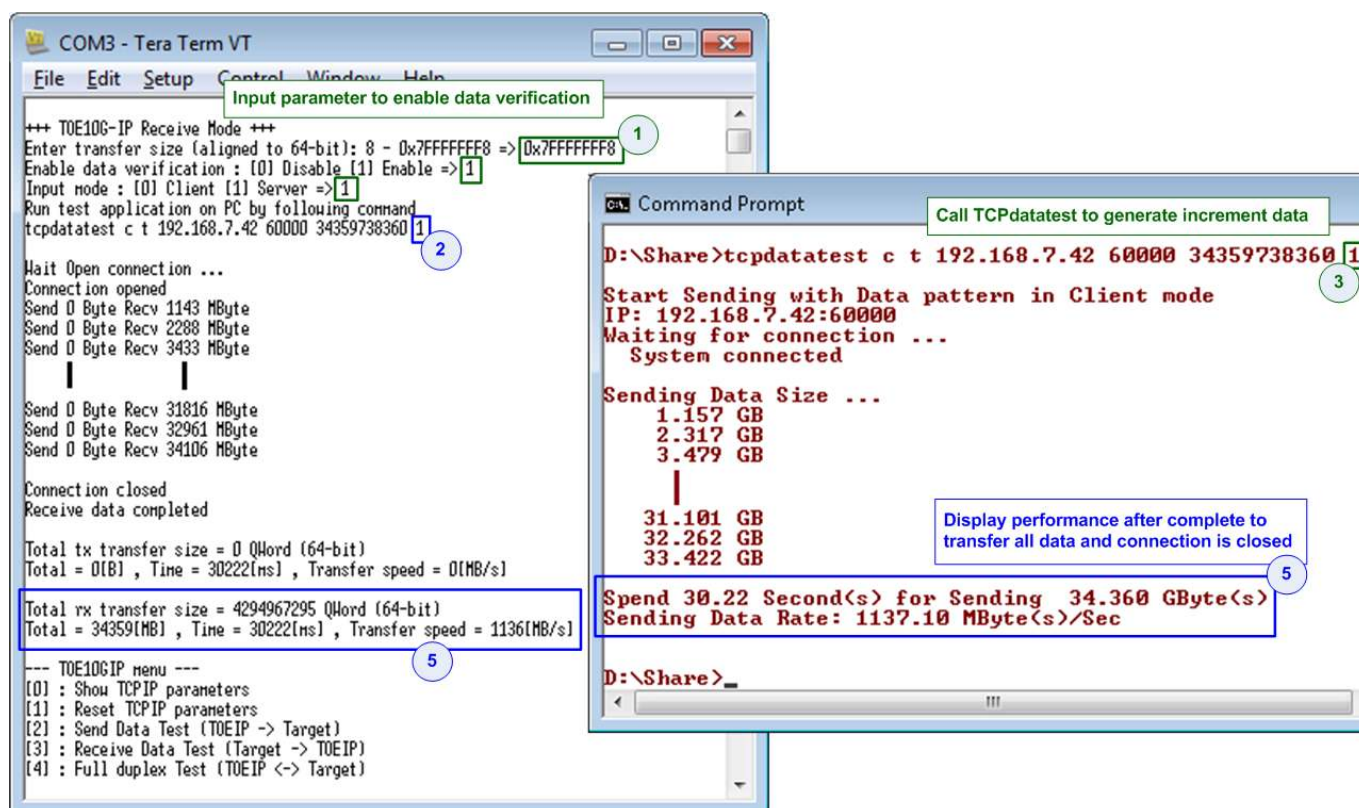 COM3 - Tera Term VT
File Edit Setup Control Window Help
Input parameter to enable data verification
+++ TOE10G-IP Receive Mode +++
1
Enter transfer size (aligned to 64-bit): 8 - 0x7FFFFFFF8 => 0x7FFFFFFF8
Enable data verification : [0] Disable [1] Enable => 1
Input mode : [0] Client [1] Server => 1
Run test application on PC by following command
tcpdatatest c t 192.168.7.42 60000 34359738360 1
2
Wait Open connection ...
Connection opened
Send 0 Byte Recv 1143 MByte
Send 0 Byte Recv 2288 MByte
Send 0 Byte Recv 3433 MByte
Send 0 Byte Recv 31816 MByte
Send 0 Byte Recv 32961 MByte
Send 0 Byte Recv 34106 MByte
Connection closed
Receive data completed
Total tx transfer size = 0 QWord (64-bit)
Total = 0[B] , Time = 30222[ms] , Transfer speed = 0[MB/s]
Total rx transfer size = 4294967295 QWord (64-bit)
Total = 34359[MB] , Time = 30222[ms] , Transfer speed = 1136[MB/s]
5
--- TOE10GIP menu ---
[0] : Show TCPIP parameters
[1] : Reset TCPIP parameters
[2] : Send Data Test (TOEIP -> Target)
[3] : Receive Data Test (Target -> TOEIP)
[4] : Full duplex Test (TOEIP <-> Target)
C:\. Command Prompt
Call TCPdatatest to generate increment data
D:\Share>tcpdatatest c t 192.168.7.42 60000 34359738360 1
3
Start Sending with Data pattern in Client mode
IP: 192.168.7.42:60000
Waiting for connection ...
System connected
Sending Data Size ...
1.157 GB
2.317 GB
3.479 GB
31.101 GB
32.262 GB
33.422 GB
Display performance after complete to
transfer all data and connection is closed
5
Spend 30.22 Second(s) for Sending 34.360 GByte(s)
Sending Data Rate: 1137.10 MByte(s)/Sec
D:\Share>_